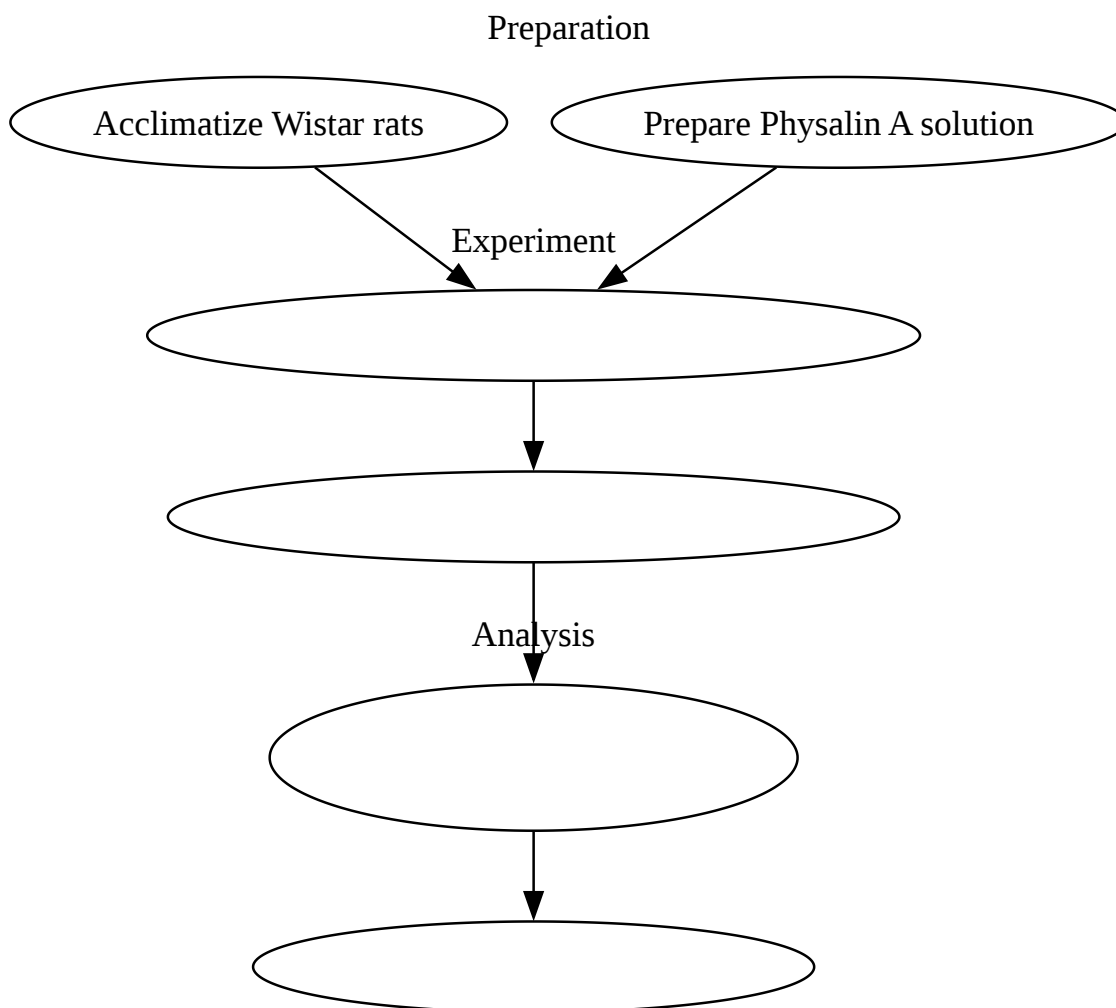 Preparation
Acclimatize Wistar rats
Prepare Physalin A solution
Experiment
Analysis